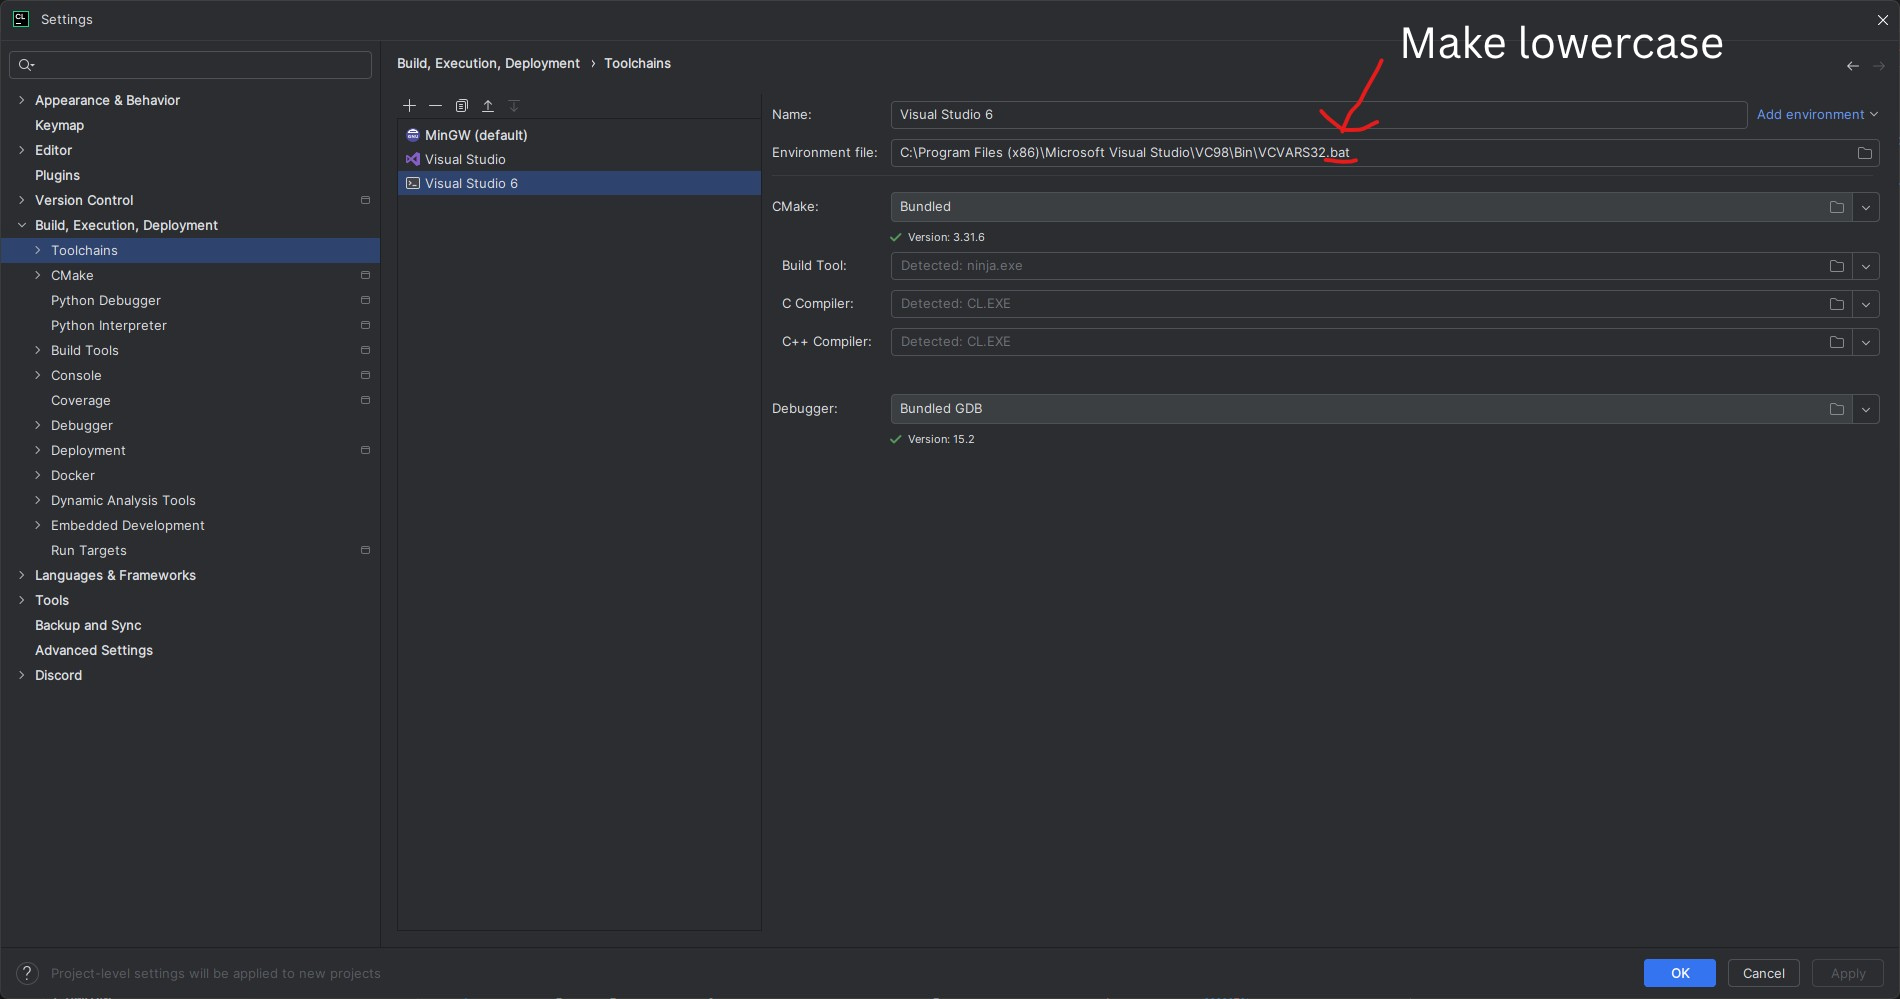 CL
Settings
Make lowercase
Appearance & Behavior
Keymap
Editor
Plugins
Version Control
Build, Execution, Deployment
Toolchains
CMake
Python Debugger
Python Interpreter
Build Tools
Console
Coverage
Debugger
Deployment
Docker
Dynamic Analysis Tools
Embedded Development
Run Targets
Languages & Frameworks
Tools
Backup and Sync
Advanced Settings
Discord
Build, Execution, Deployment › Toolchains
MinGW (default)
Visual Studio
Visual Studio 6
Name: Visual Studio 6 Add environment
Environment file: C:\Program Files (x86)\Microsoft Visual Studio\VC98\Bin\VCVARS32.bat
CMake: Bundled
Version: 3.31.6
Build Tool: Detected: ninja.exe
C Compiler: Detected: CL.EXE
C++ Compiler: Detected: CL.EXE
Debugger: Bundled GDB
Version: 15.2
? Project-level settings will be applied to new projects
OK Cancel Apply